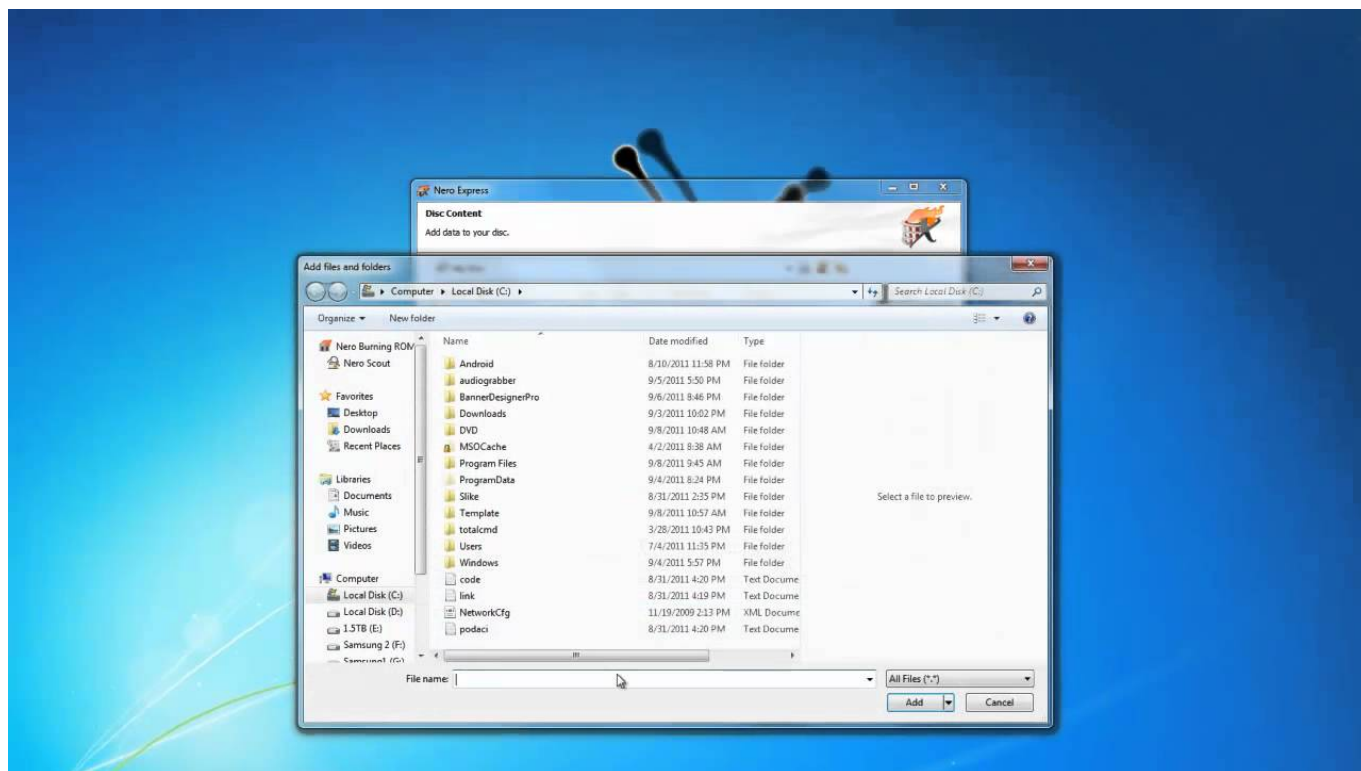 Nero Express
Disc Content
Add data to your disc.
Add files and folders
Computer Local Disk (C:)
Search Local Disk (C:)
Organize New folder
Nero Burning ROM
Nero Scout
Favorites
Desktop
Downloads
Recent Places
Libraries
Documents
Music
Pictures
Videos
Computer
Local Disk (C:)
Local Disk (D:)
1.5TB (E:)
Samsung 2 (F:)
Samsung1 (G:)
Name Date modified Type
Android 8/10/2011 11:58 PM File folder
audiograbber 9/5/2011 5:50 PM File folder
BannerDesignerPro 9/6/2011 8:46 PM File folder
Downloads 9/3/2011 10:02 PM File folder
DVD 9/8/2011 10:48 AM File folder
MSOCache 4/2/2011 8:38 AM File folder
Program Files 9/8/2011 9:45 AM File folder
ProgramData 9/4/2011 8:24 PM File folder
Slike 8/31/2011 2:35 PM File folder
Template 9/8/2011 10:57 AM File folder
totalcmd 3/28/2011 10:43 PM File folder
Users 7/4/2011 11:35 PM File folder
Windows 9/4/2011 5:57 PM File folder
code 8/31/2011 4:20 PM Text Docume
link 8/31/2011 4:19 PM Text Docume
NetworkCfg 11/19/2009 2:13 PM XML Docume
podaci 8/31/2011 4:20 PM Text Docume
Select a file to preview.
File name: All Files (*.*)
Add Cancel